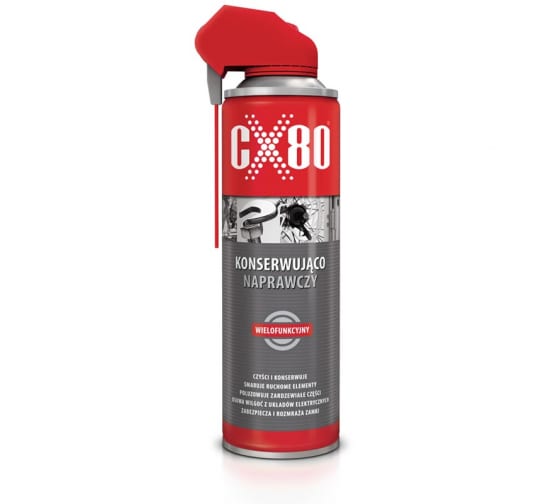 CX80
KONSERWUJĄCO
NAPRAWCZY
WIELOFUNKCYJNY
CZYŚCI I KONSERWUJE
SMARUJE RUCHOME ELEMENTY
POLUZOWUJE ZARDZEWIAŁE CZĘŚCI
USUWA WILGOĆ Z UKŁADÓW ELEKTRYCZNYCH
ZABEZPIECZA I ROZMRAŻA ZAMKI